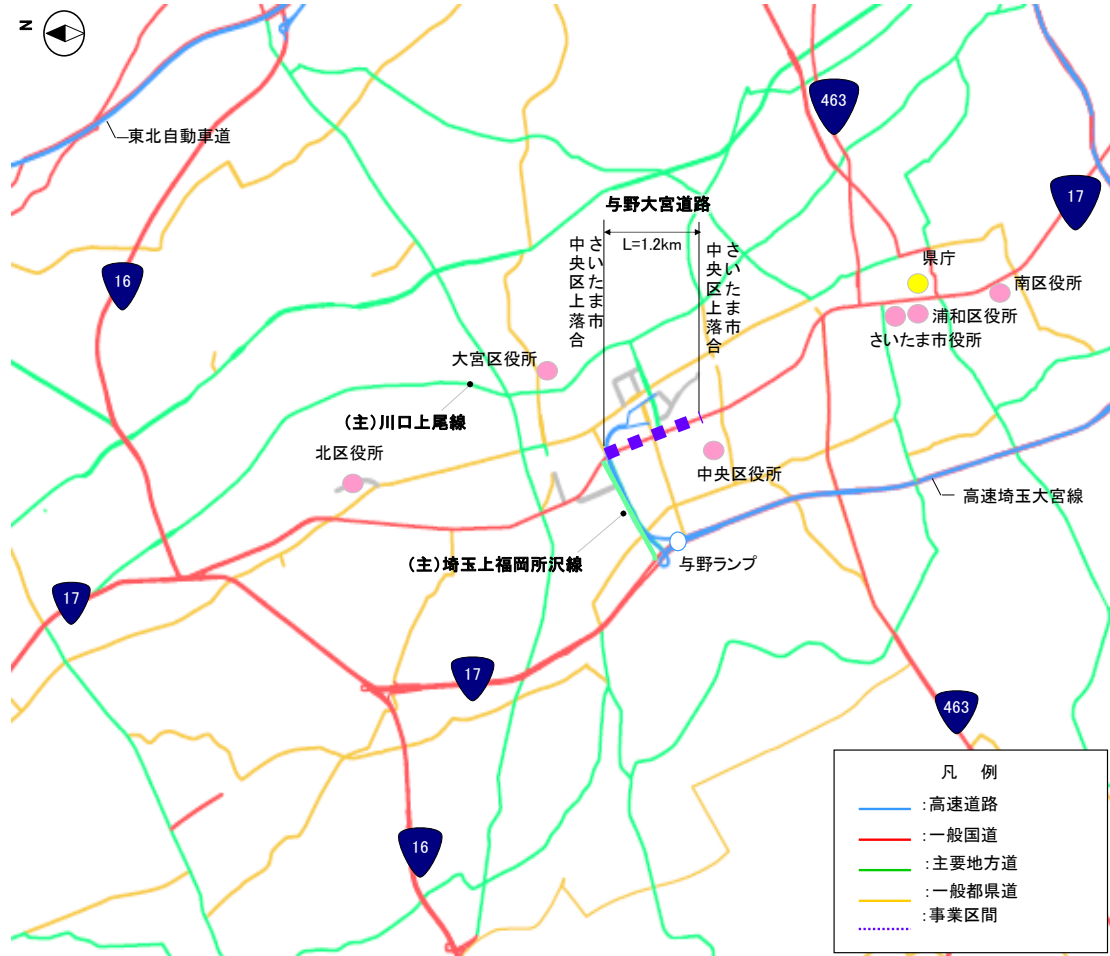 N
東北自動車道
463
17
与野大宮道路
L=1.2km
さいたま市
中央区上落合
さいたま市
中央区上落合
県庁
南区役所
浦和区役所
さいたま市役所
16
大宮区役所
(主)川口上尾線
北区役所
中央区役所
高速埼玉大宮線
(主)埼玉上福岡所沢線
与野ランプ
17
17
463
16
凡 例
:高速道路
:一般国道
:主要地方道
:一般都県道
:事業区間